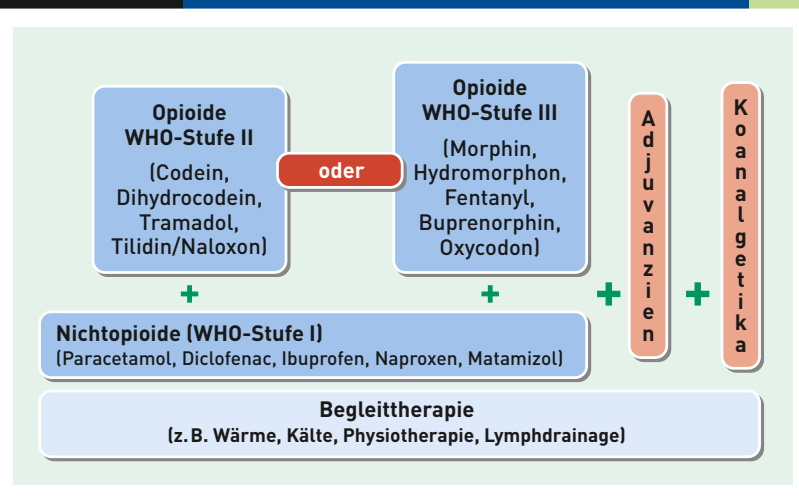 Opioide
WHO-Stufe II
(Codein,
Dihydrocodein,
Tramadol,
Tilidin/Naloxon)
oder
Opioide
WHO-Stufe III
(Morphin,
Hydromorphon,
Fentanyl,
Buprenorphin,
Oxycodon)
+
+
Nichtopioide (WHO-Stufe I)
(Paracetamol, Diclofenac, Ibuprofen, Naproxen, Matamizol)
+
Adjuvanzien
+
Koanalgetika
Begleittherapie
(z. B. Wärme, Kälte, Physiotherapie, Lymphdrainage)